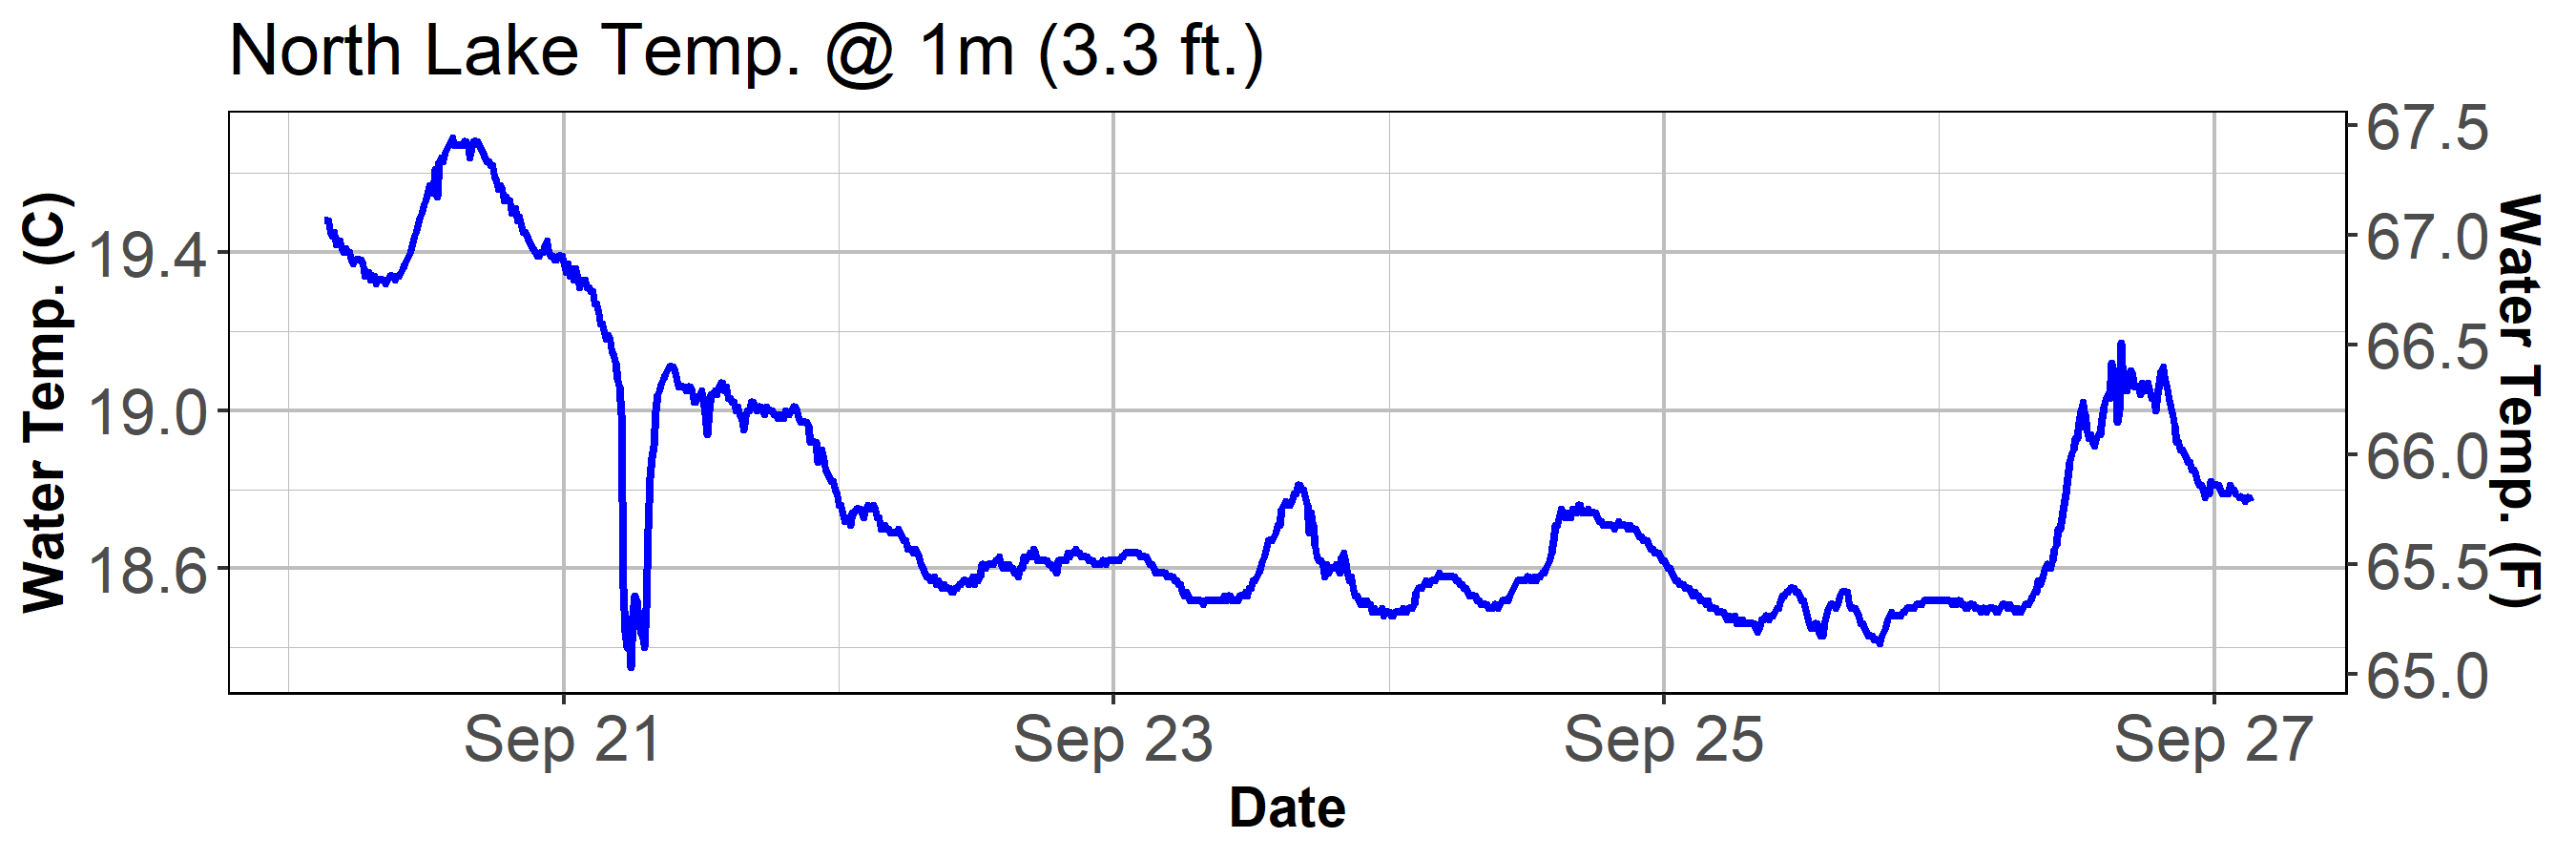 North Lake Temp. @ 1m (3.3 ft.)
Water Temp. (C)
19.4
19.0
18.6
67.5
67.0
66.5
66.0
65.5
65.0
Water Temp. (F)
Sep 21
Sep 23
Sep 25
Sep 27
Date